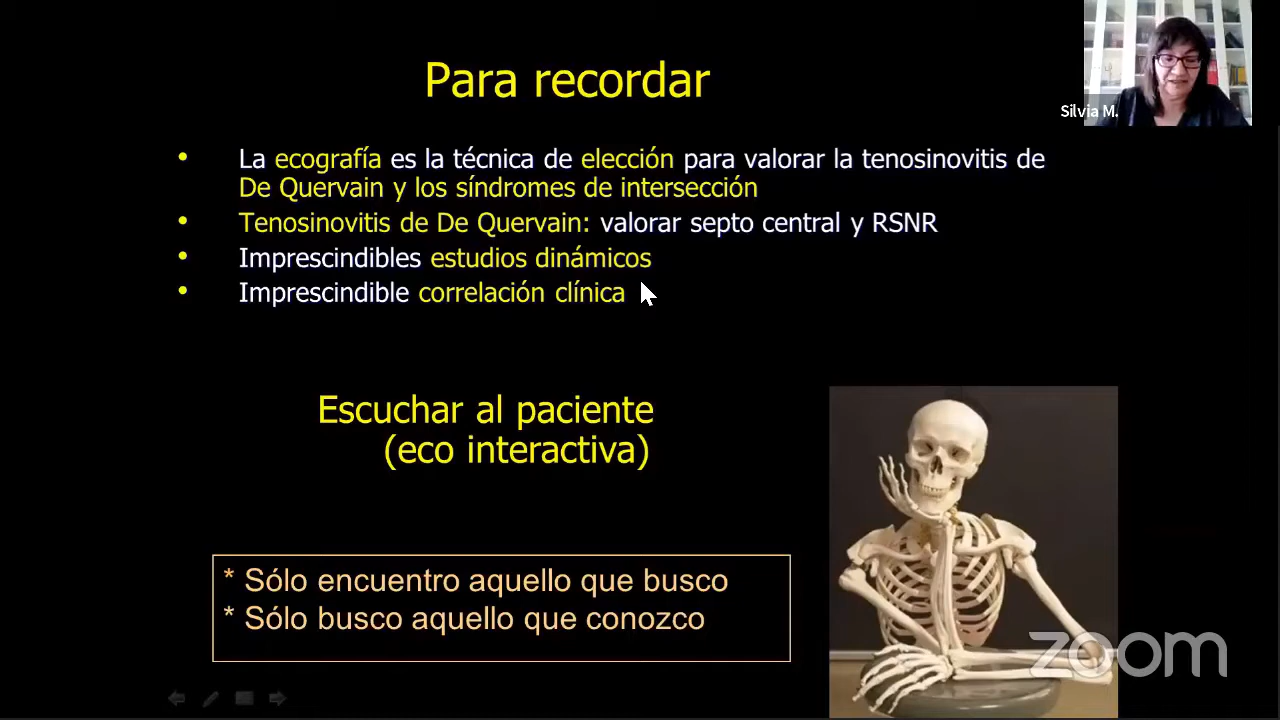 Para recordar
Silvia M.
• La ecografía es la técnica de elección para valorar la tenosinovitis de
De Quervain y los síndromes de intersección
• Tenosinovitis de De Quervain: valorar septo central y RSNR
• Imprescindibles estudios dinámicos
• Imprescindible correlación clínica
Escuchar al paciente
(eco interactiva)
* Sólo encuentro aquello que busco
* Sólo busco aquello que conozco
zoom